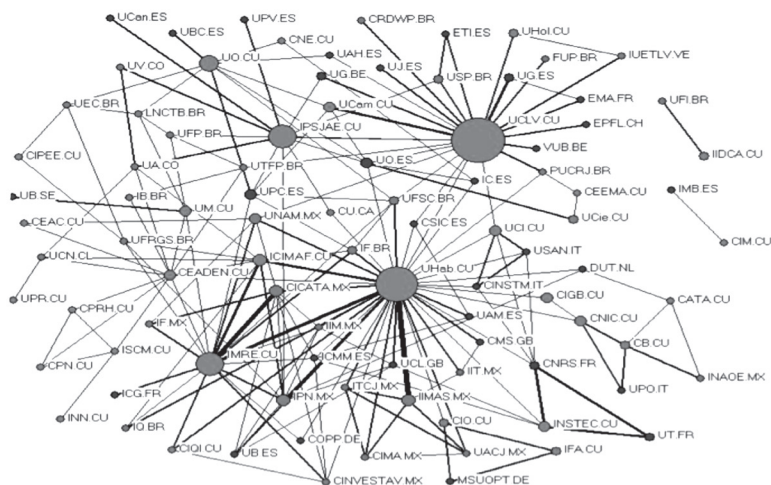 UCan.ES
UPV.ES
CRDWP.BR
UBC.ES
ETI.ES
UHol.CU
CNE.CU
UO.CU
UAH.ES
UJ.ES
FUP.BR
IUETLV.VE
UV.CO
UG.BE
USP.BR
UG.ES
UEC.BR
LNCTB.BR
UCam.CU
EMA.FR
UFI.BR
UCLV.CU
UFP.BR
IPSJAE.CU
EPFL.CH
VUB.BE
CIPEE.CU
UA.CO
UTFP.BR
UO.ES
PUCRJ.BR
IIDCA.CU
IC.ES
UB.SE
IB.BR
UPC.ES
UFSC.BR
CEEMA.CU
IMB.ES
UM.CU
CU.CA
UCie.CU
CEAC.CU
UNAM.MX
CSIC.ES
UCI.CU
UFRGS.BR
IF.BR
CIM.CU
UCN.CL
ICIMAF.CU
USAN.IT
CEADEN.CU
UHab.CU
DUT.NL
UPR.CU
CPRH.CU
CICATA.MX
CINSTM.IT
CIGB.CU
CATA.CU
IF.MX
IIM.MX
UAM.ES
CNIC.CU
ISCM.CU
IMRE.CU
ICMM.ES
CMS.GB
CB.CU
CPN.CU
UCL.GB
IIT.MX
CNRS.FR
INAOE.MX
ICG.FR
IPN.MX
ITCJ.MX
IIMAS.MX
UPO.IT
INN.CU
IQ.BR
CIO.CU
INSTEC.CU
UT.FR
CIQI.CU
UB.ES
COPP.DE
CIMA.MX
UACJ.MX
IFA.CU
CINVESTAV.MX
MSUOPT.DE